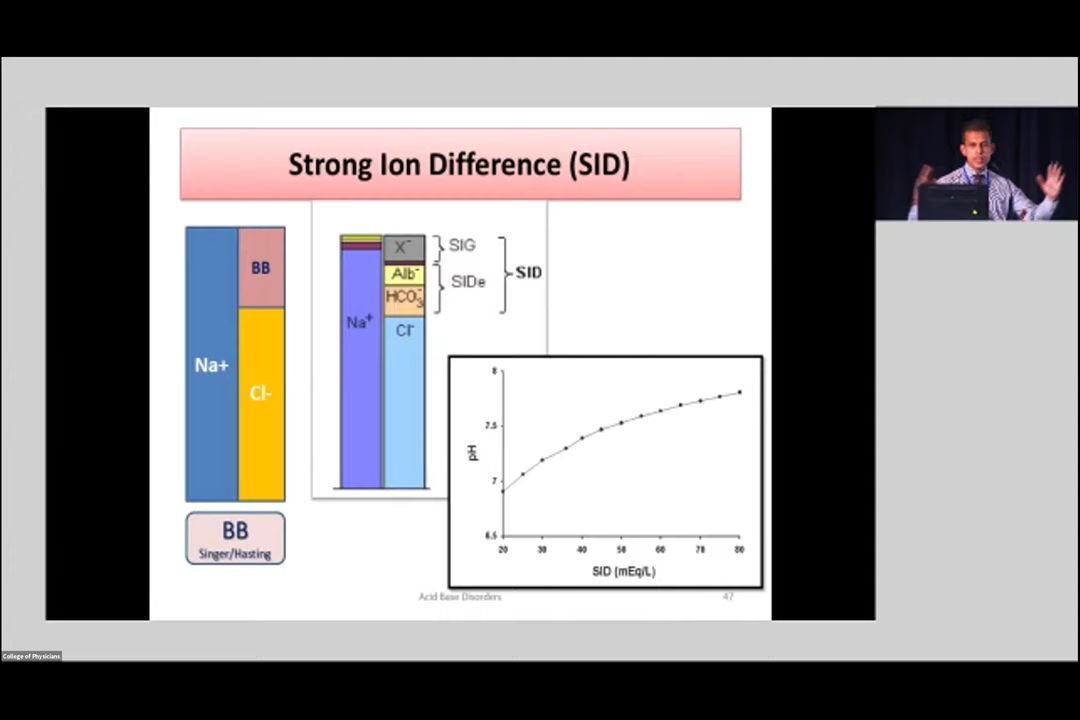 Strong Ion Difference (SID)
BB
Na+
Cl-
BB
Singer/Hasting
X⁻
SIG
Alb⁻
SIDe
SID
HCO₃⁻
Na⁺
Cl⁻
8
7.5
pH
7
6.5
20 30 40 50 60 70 80
SID (mEq/L)
Acid Base Disorders
47
College of Physicians